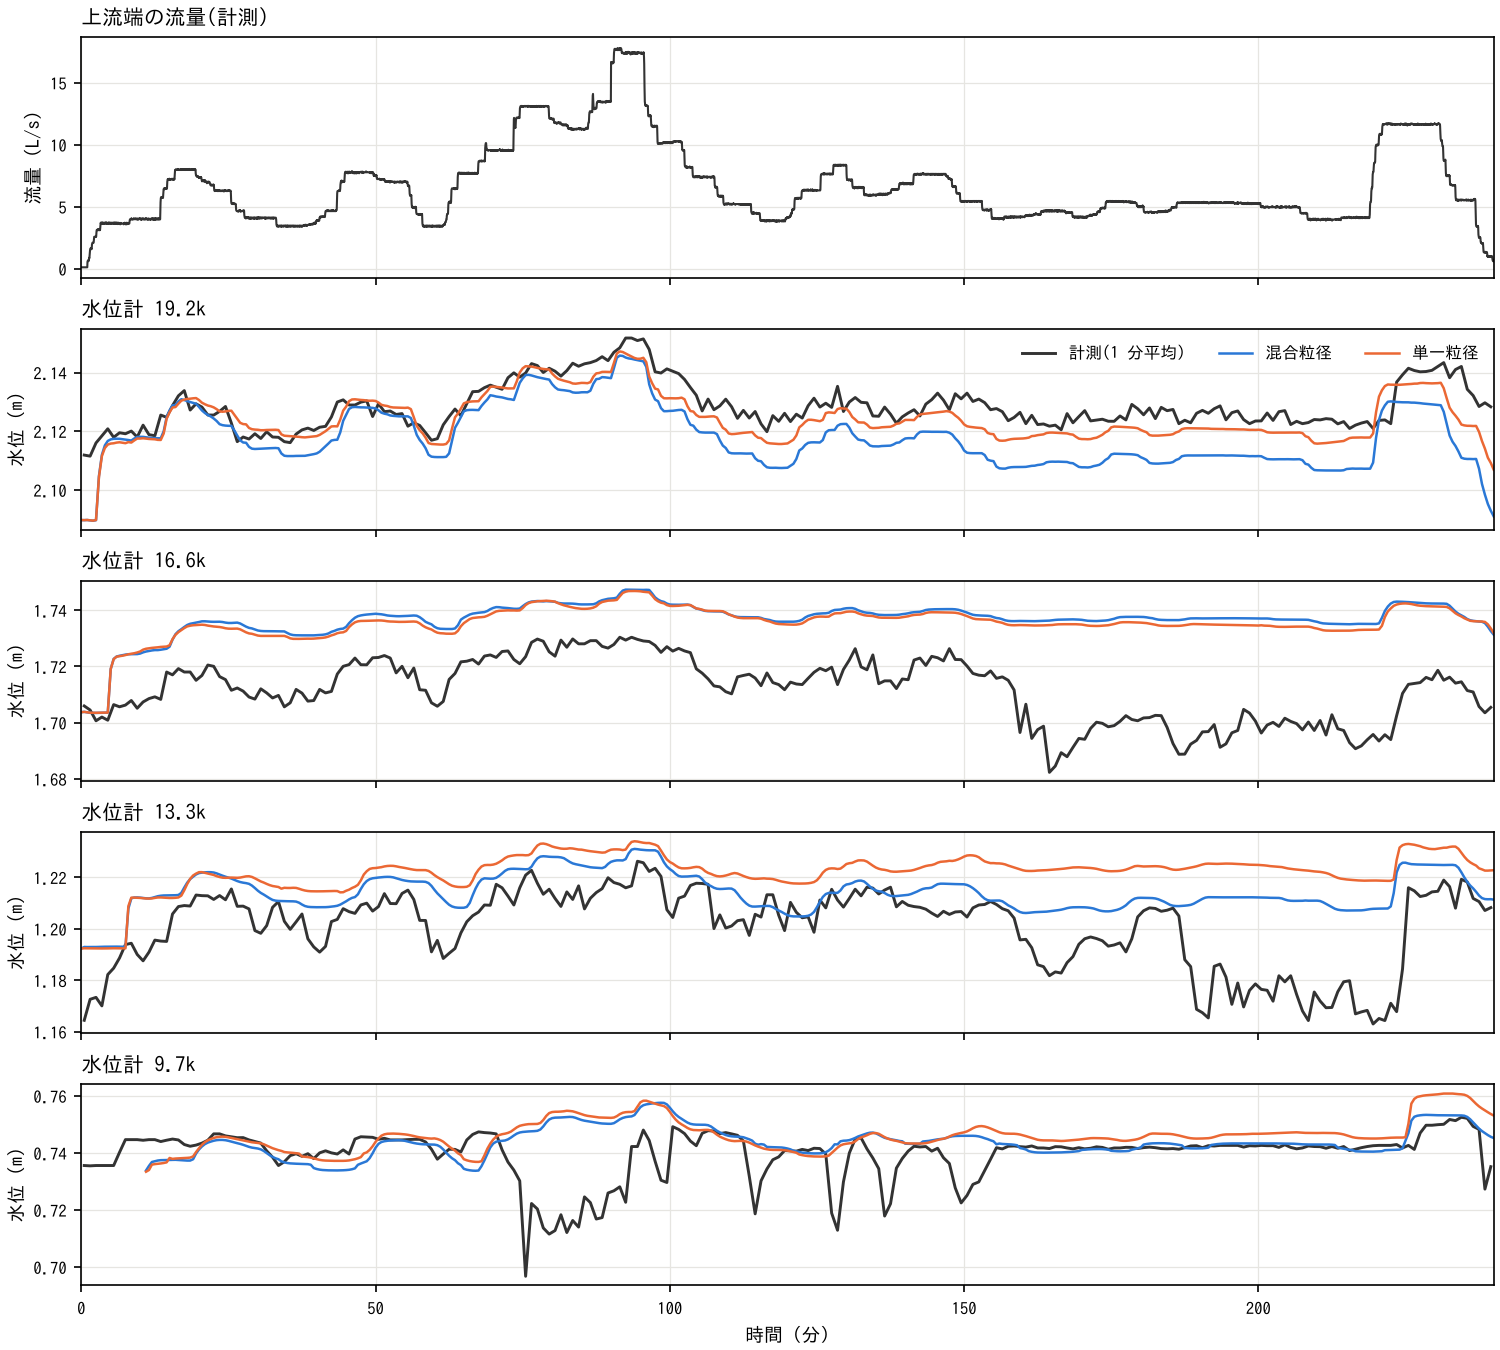 上流端の流量(計測)
流量 (L/s)
15
10
5
0
水位計 19.2k
計測(1 分平均) 混合粒径 単一粒径
水位 (m)
2.14
2.12
2.10
水位計 16.6k
水位 (m)
1.74
1.72
1.70
1.68
水位計 13.3k
水位 (m)
1.22
1.20
1.18
1.16
水位計 9.7k
水位 (m)
0.76
0.74
0.72
0.70
0 50 100 150 200
時間 (分)